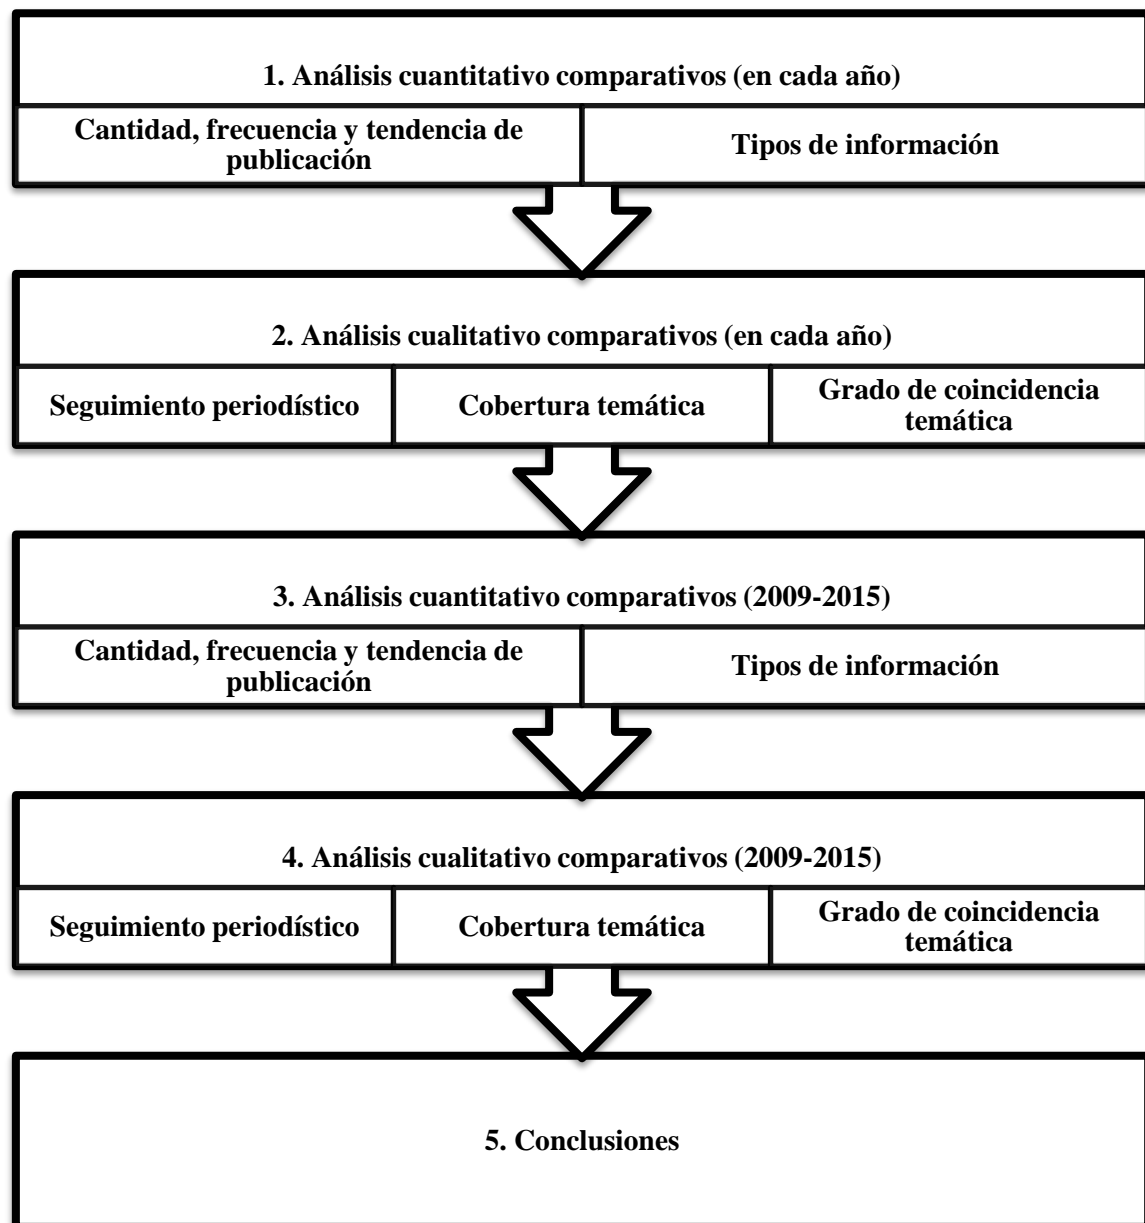 1. Análisis cuantitativo comparativos (en cada año)
Cantidad, frecuencia y tendencia de
publicación
Tipos de información
2. Análisis cualitativo comparativos (en cada año)
Seguimiento periodístico
Cobertura temática
Grado de coincidencia
temática
3. Análisis cuantitativo comparativos (2009-2015)
Cantidad, frecuencia y tendencia de
publicación
Tipos de información
4. Análisis cualitativo comparativos (2009-2015)
Seguimiento periodístico
Cobertura temática
Grado de coincidencia
temática
5. Conclusiones